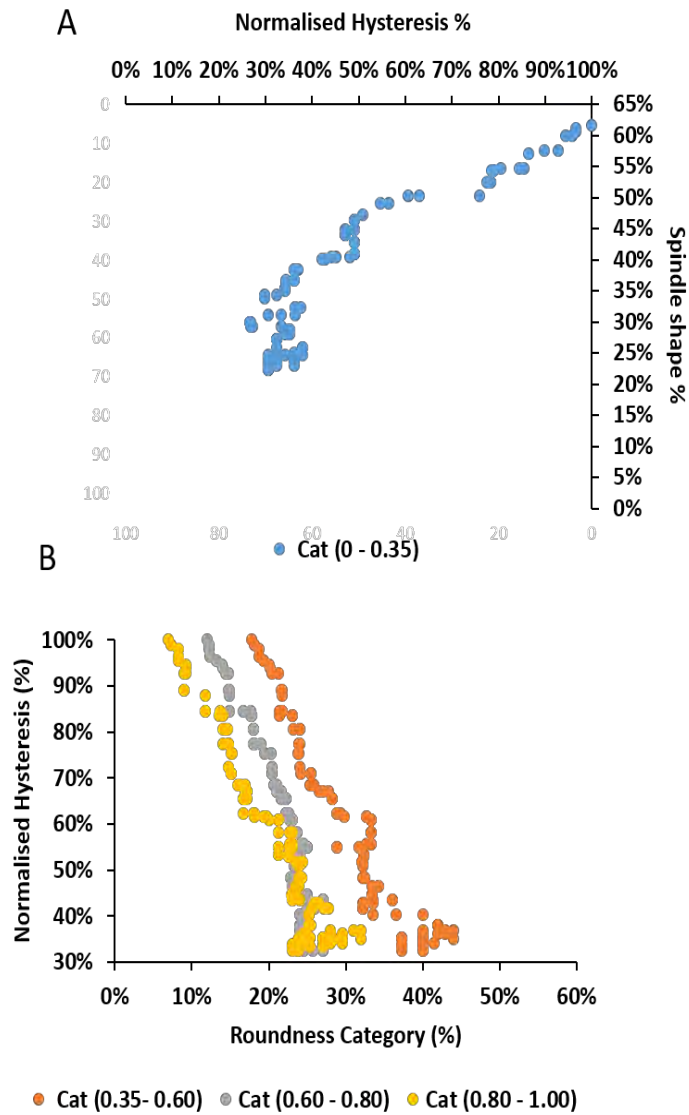 A
Normalised Hysteresis %
0% 10% 20% 30% 40% 50% 60% 70% 80% 90% 100%
0 65%
10 60%
20 55%
30 50%
40 45%
50 40%
60 35%
70 30%
80 25%
90 20%
100 15%
10%
5%
0%
Spindle shape %
100 80 60 40 20 0
Cat (0 - 0.35)
B
Normalised Hysteresis (%)
100%
90%
80%
70%
60%
50%
40%
30%
0% 10% 20% 30% 40% 50% 60%
Roundness Category (%)
Cat (0.35- 0.60) Cat (0.60 - 0.80) Cat (0.80 - 1.00)